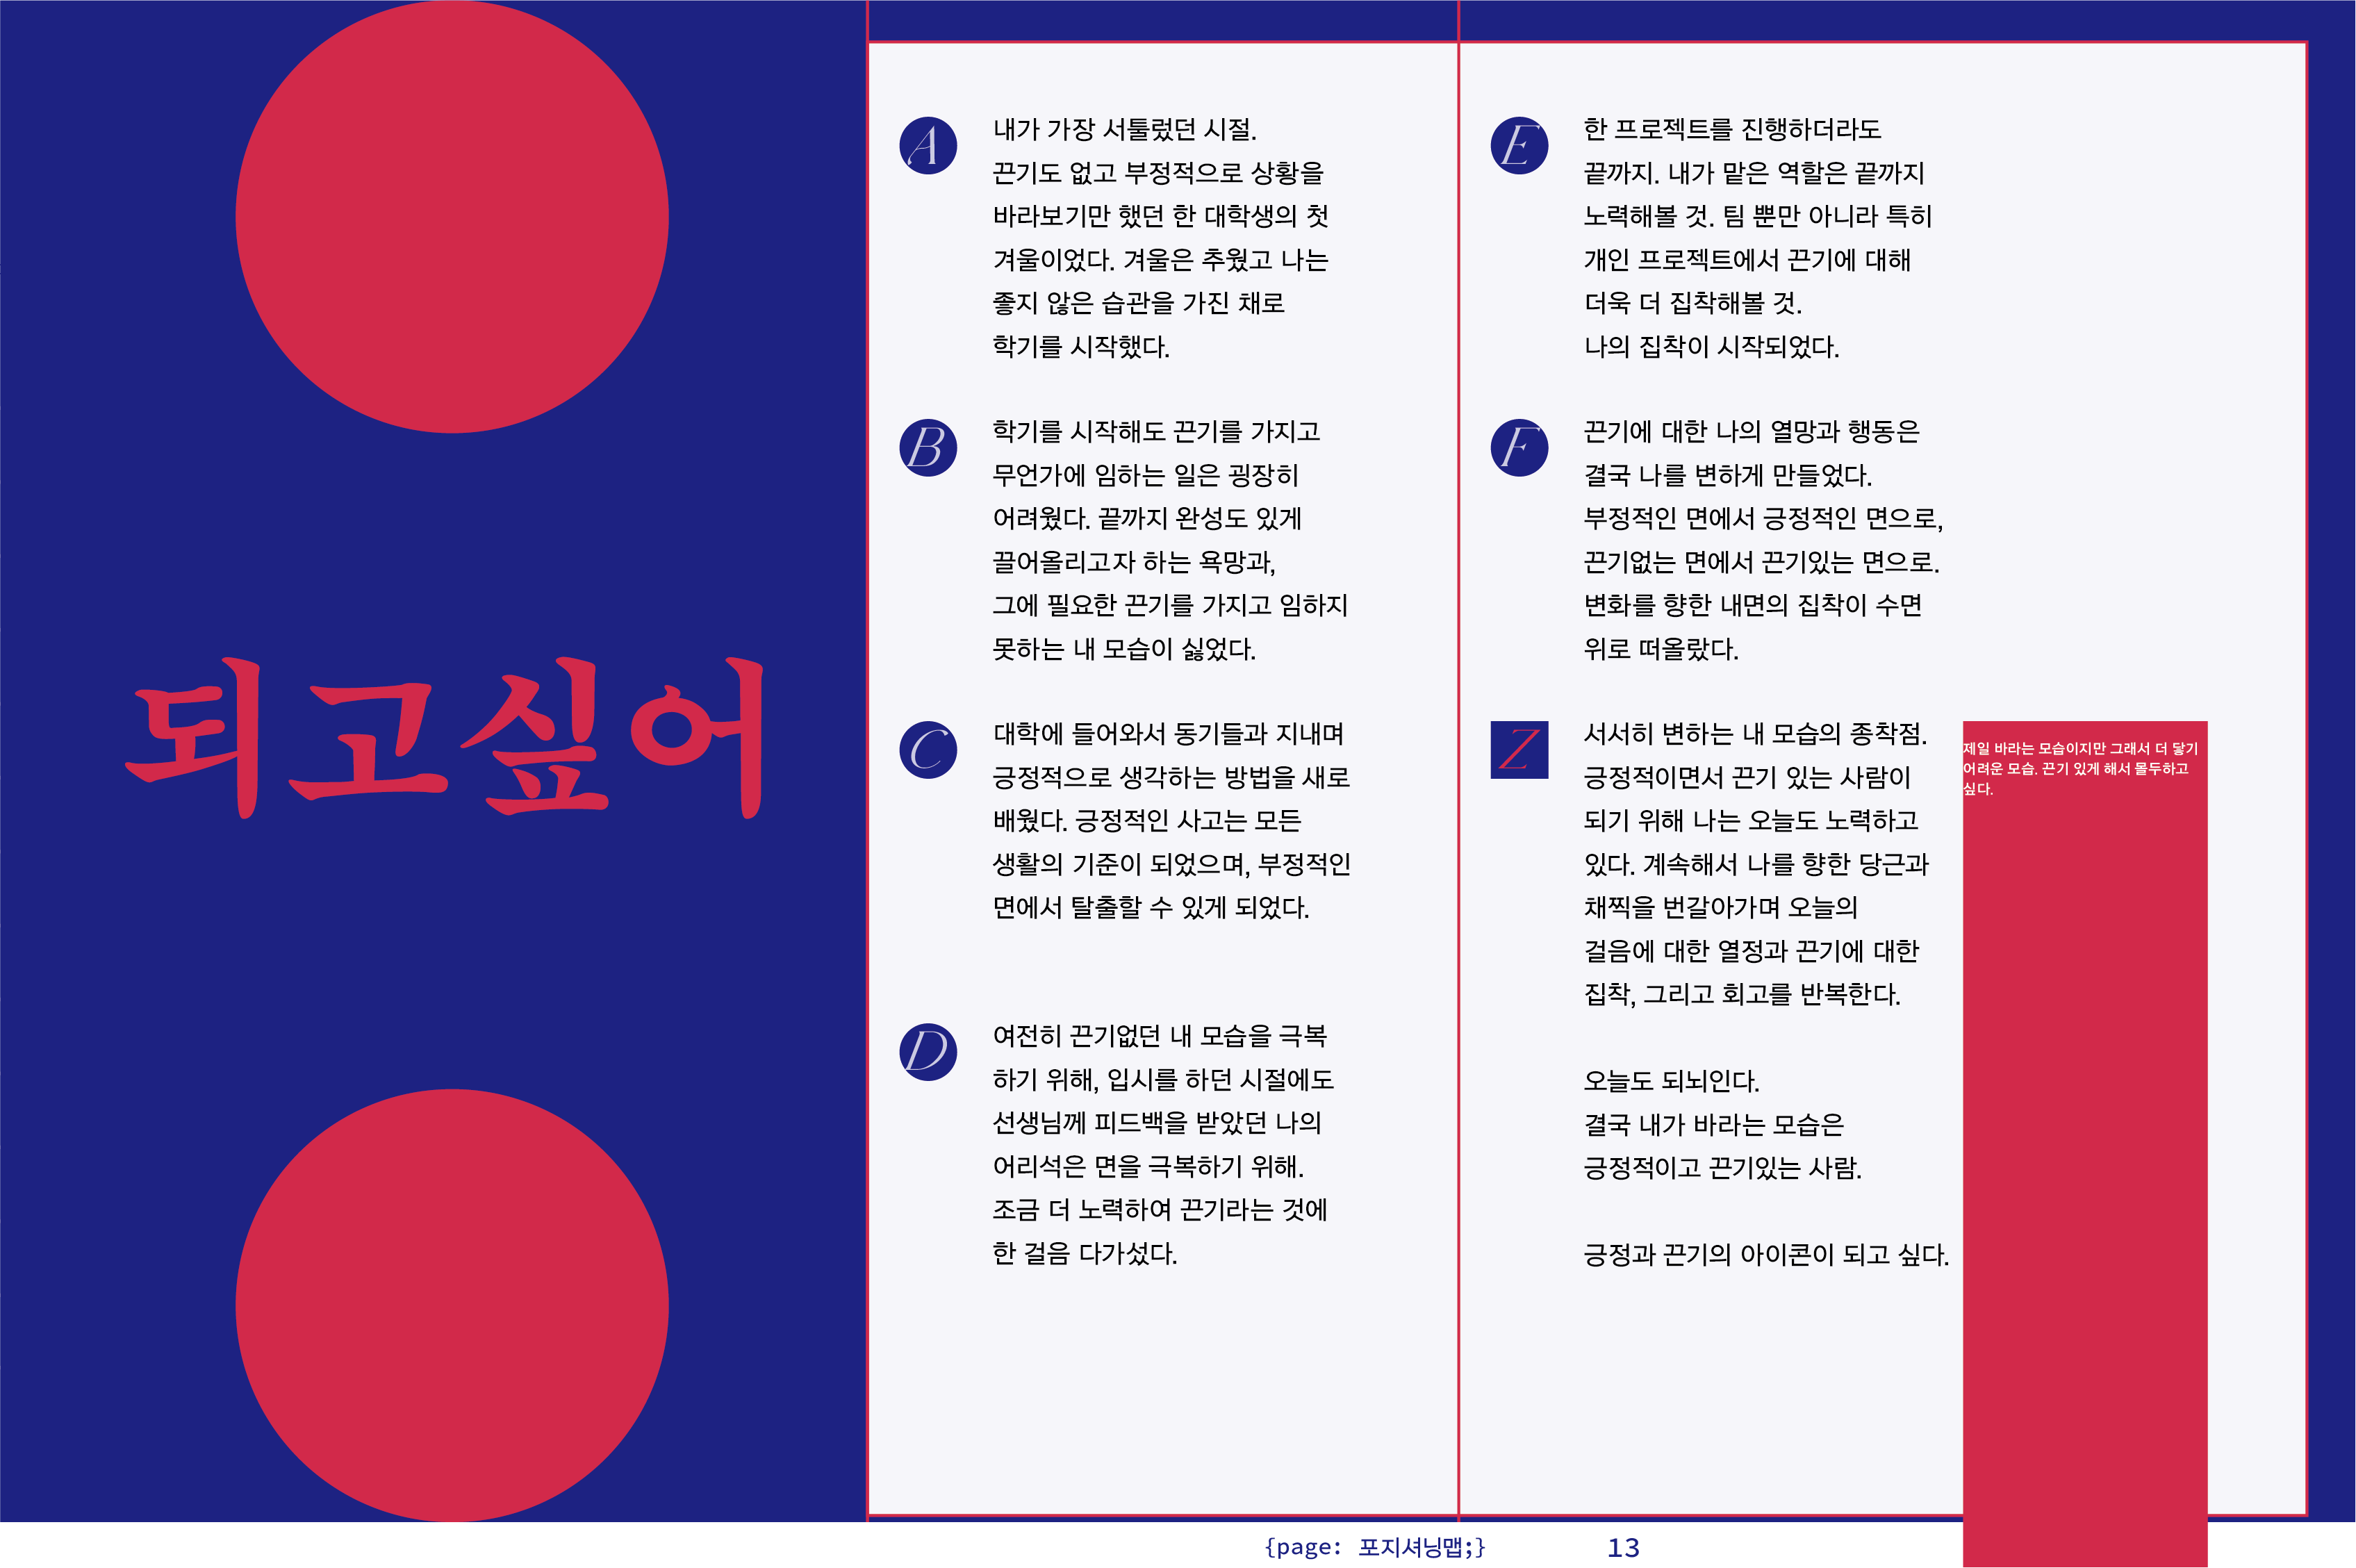 되고싶어
A
내가 가장 서툴렀던 시절.
끈기도 없고 부정적으로 상황을
바라보기만 했던 한 대학생의 첫
겨울이었다. 겨울은 추웠고 나는
좋지 않은 습관을 가진 채로
학기를 시작했다.
B
학기를 시작해도 끈기를 가지고
무언가에 임하는 일은 굉장히
어려웠다. 끝까지 완성도 있게
끌어올리고자 하는 욕망과,
그에 필요한 끈기를 가지고 임하지
못하는 내 모습이 싫었다.
C
대학에 들어와서 동기들과 지내며
긍정적으로 생각하는 방법을 새로
배웠다. 긍정적인 사고는 모든
생활의 기준이 되었으며, 부정적인
면에서 탈출할 수 있게 되었다.
D
여전히 끈기없던 내 모습을 극복
하기 위해, 입시를 하던 시절에도
선생님께 피드백을 받았던 나의
어리석은 면을 극복하기 위해.
조금 더 노력하여 끈기라는 것에
한 걸음 다가섰다.
E
한 프로젝트를 진행하더라도
끝까지. 내가 맡은 역할은 끝까지
노력해볼 것. 팀 뿐만 아니라 특히
개인 프로젝트에서 끈기에 대해
더욱 더 집착해볼 것.
나의 집착이 시작되었다.
F
끈기에 대한 나의 열망과 행동은
결국 나를 변하게 만들었다.
부정적인 면에서 긍정적인 면으로,
끈기없는 면에서 끈기있는 면으로.
변화를 향한 내면의 집착이 수면
위로 떠올랐다.
Z
서서히 변하는 내 모습의 종착점.
긍정적이면서 끈기 있는 사람이
되기 위해 나는 오늘도 노력하고
있다. 계속해서 나를 향한 당근과
채찍을 번갈아가며 오늘의
걸음에 대한 열정과 끈기에 대한
집착, 그리고 회고를 반복한다.
오늘도 되뇌인다.
결국 내가 바라는 모습은
긍정적이고 끈기있는 사람.
긍정과 끈기의 아이콘이 되고 싶다.
제일 바라는 모습이지만 그래서 더 닿기
어려운 모습. 끈기 있게 해서 몰두하고
싶다.
{page: 포지셔닝맵;}
13